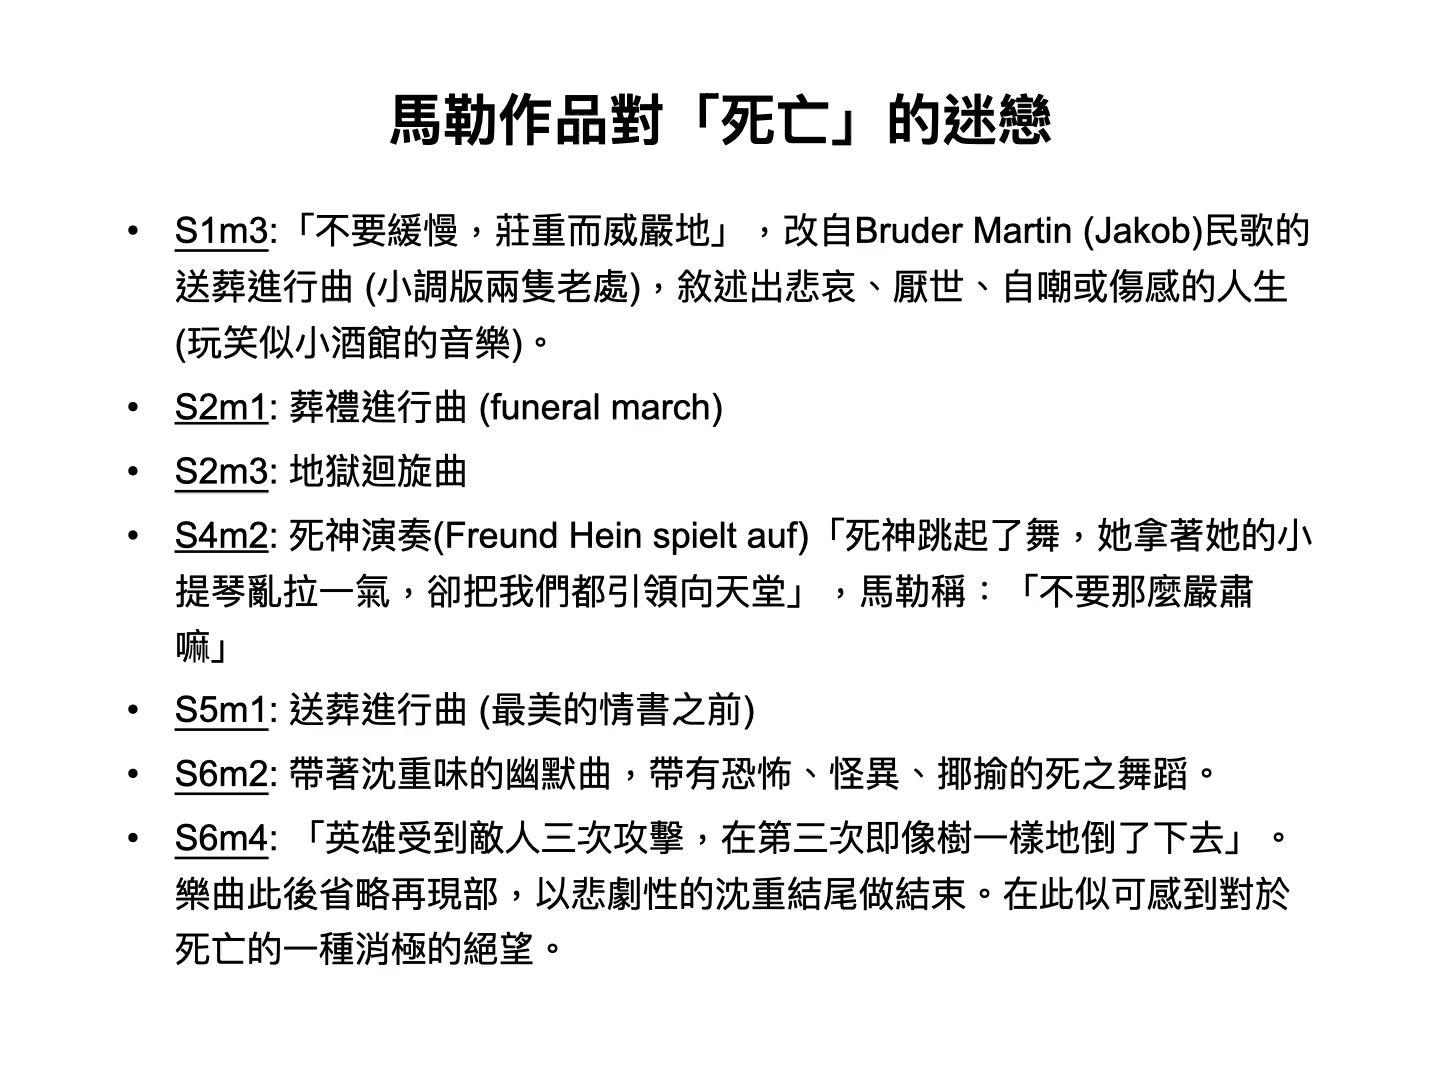 馬勒作品對「死亡」的迷戀
• S1m3:「不要緩慢，莊重而威嚴地」，改自Bruder Martin (Jakob)民歌的
送葬進行曲 (小調版兩隻老處)，敘述出悲哀、厭世、自嘲或傷感的人生
(玩笑似小酒館的音樂)。
• S2m1: 葬禮進行曲 (funeral march)
• S2m3: 地獄迴旋曲
• S4m2: 死神演奏(Freund Hein spielt auf)「死神跳起了舞，她拿著她的小
提琴亂拉一氣，卻把我們都引領向天堂」，馬勒稱：「不要那麼嚴肅
嘛」
• S5m1: 送葬進行曲 (最美的情書之前)
• S6m2: 帶著沈重味的幽默曲，帶有恐怖、怪異、揶揄的死之舞蹈。
• S6m4: 「英雄受到敵人三次攻擊，在第三次即像樹一樣地倒了下去」。
樂曲此後省略再現部，以悲劇性的沈重結尾做結束。在此似可感到對於
死亡的一種消極的絕望。